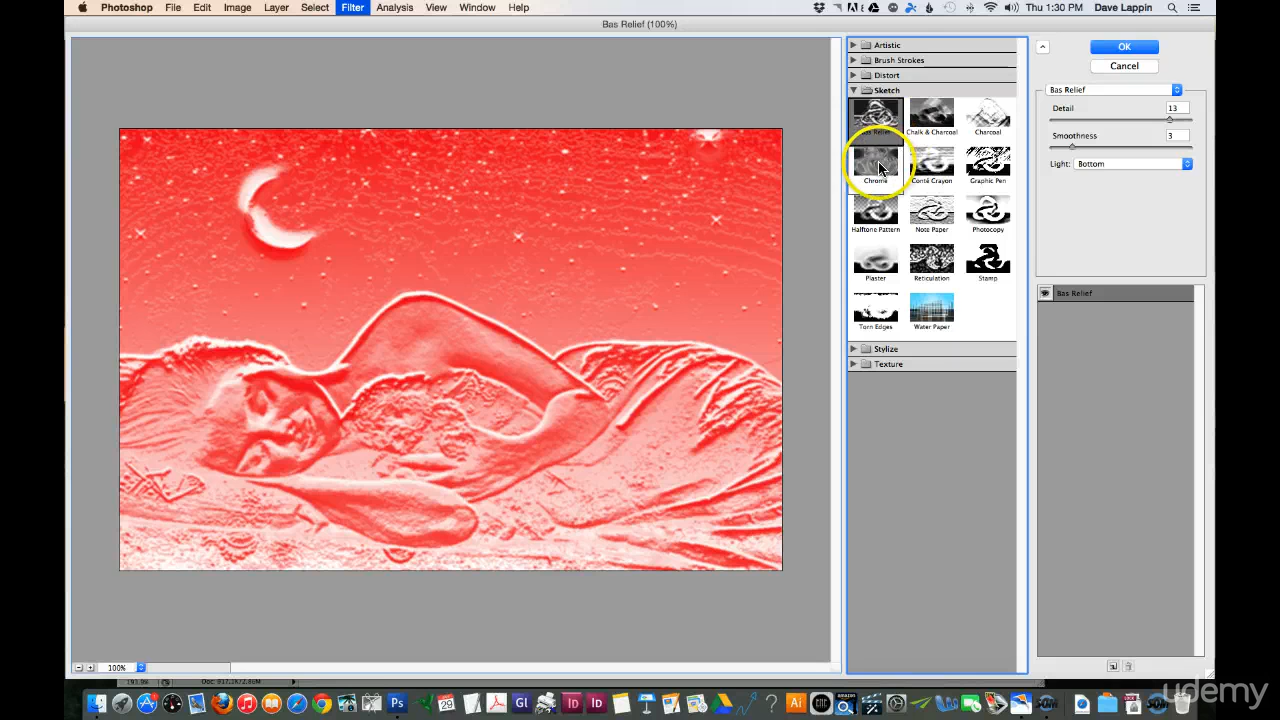 Photoshop File Edit Image Layer Select Filter Analysis View Window Help Thu 1:30 PM Dave Lappin
Bas Relief (100%)
Artistic
Brush Strokes
Distort
Sketch
Bas Relief Chalk & Charcoal Charcoal
Chrome Conté Crayon Graphic Pen
Halftone Pattern Note Paper Photocopy
Plaster Reticulation Stamp
Torn Edges Water Paper
Stylize
Texture
OK
Cancel
Bas Relief
Detail 13
Smoothness 3
Light: Bottom
Bas Relief
100%
udemy